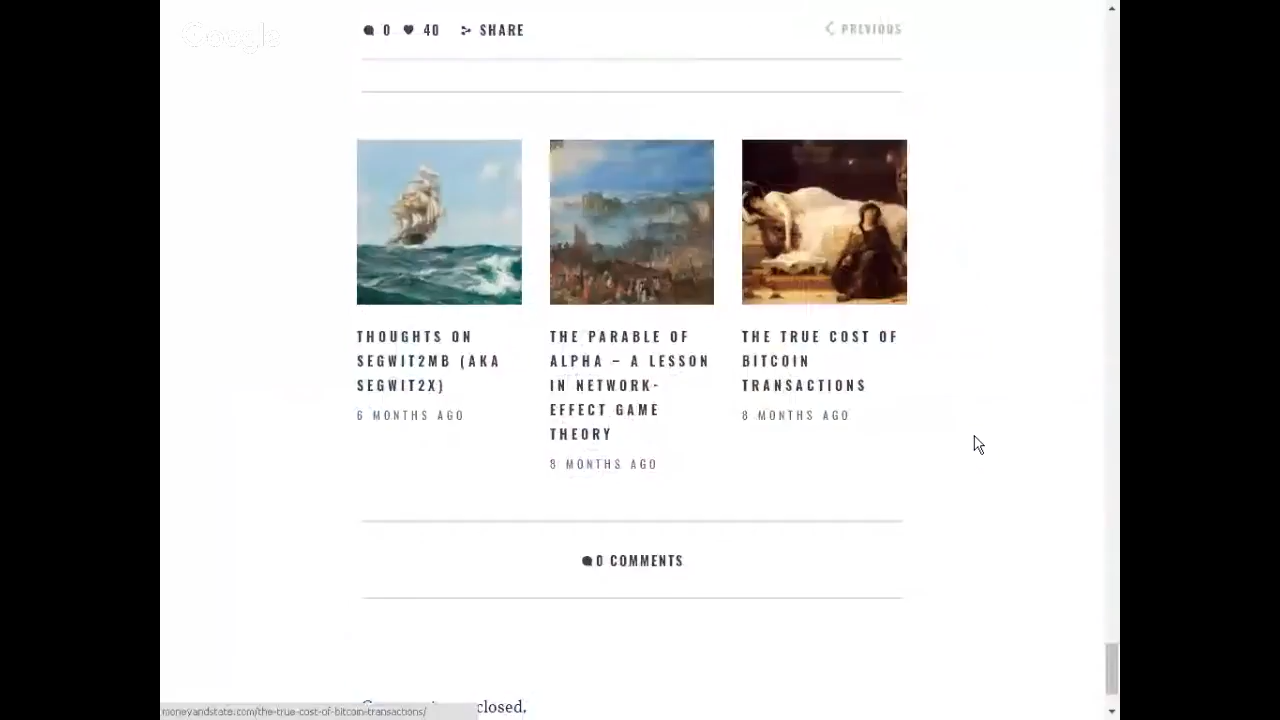 Google
0 40 SHARE
PREVIOUS
THOUGHTS ON
SEGWIT2MB (AKA
SEGWIT2X)
6 MONTHS AGO
THE PARABLE OF
ALPHA – A LESSON
IN NETWORK-
EFFECT GAME
THEORY
8 MONTHS AGO
THE TRUE COST OF
BITCOIN
TRANSACTIONS
8 MONTHS AGO
0 COMMENTS
closed.
moneyandstate.com/the-true-cost-of-bitcoin-transactions/